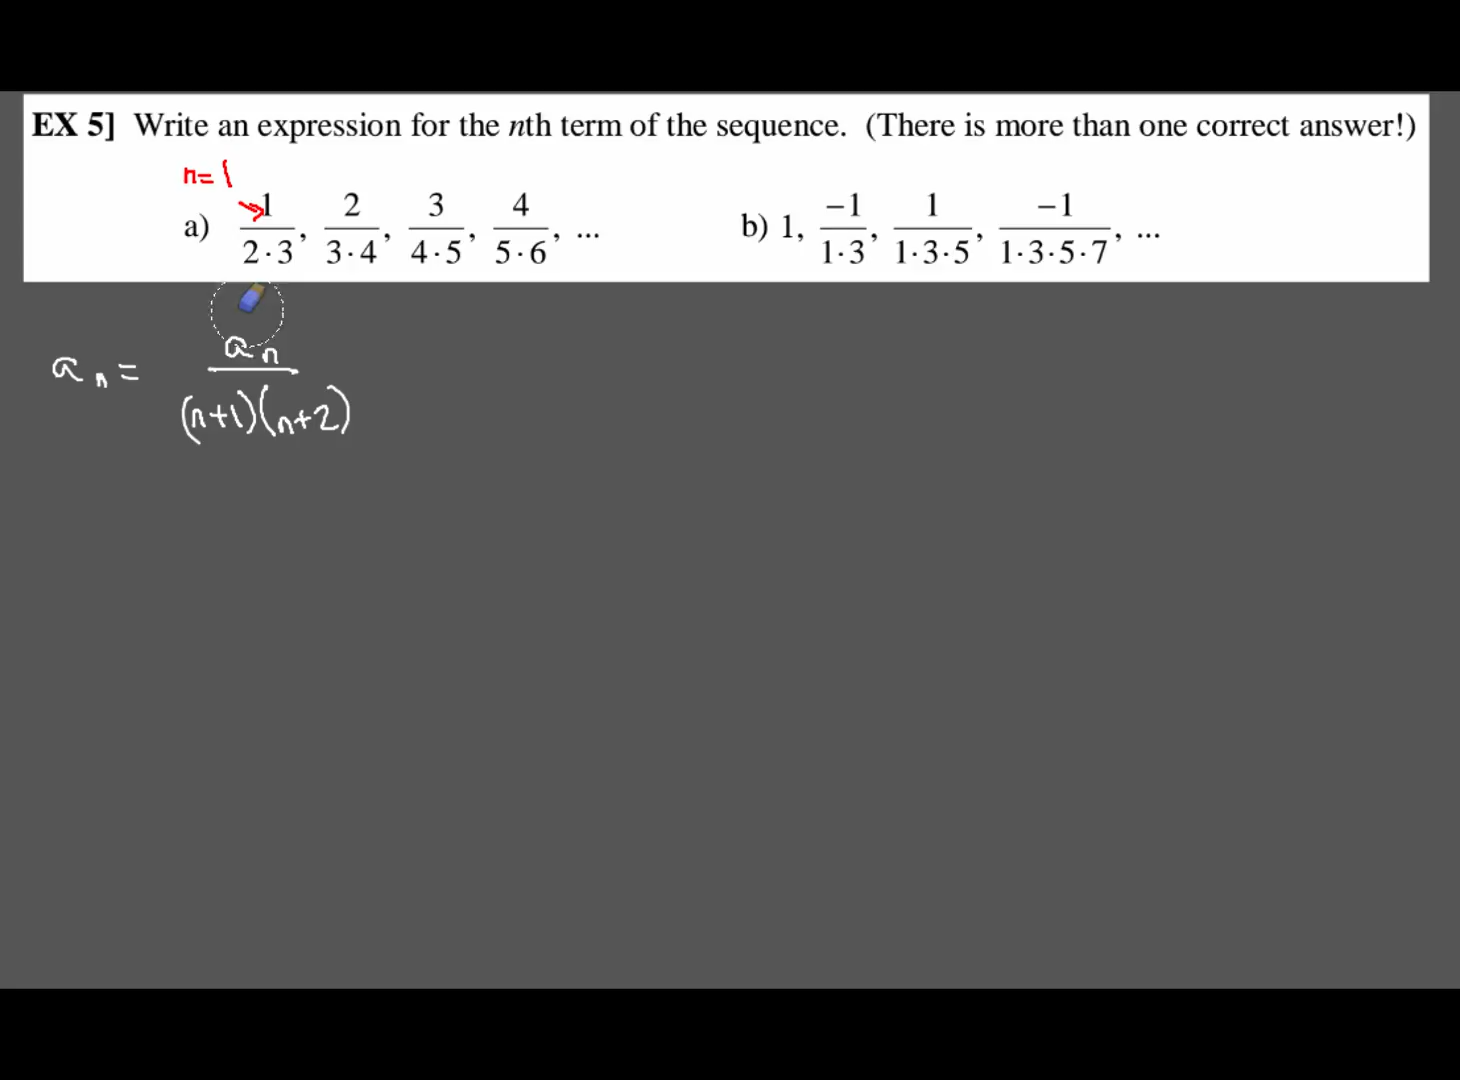 EX 5] Write an expression for the nth term of the sequence. (There is more than one correct answer!)
n=1
a) 1/(2·3), 2/(3·4), 3/(4·5), 4/(5·6), ... b) 1, −1/(1·3), 1/(1·3·5), −1/(1·3·5·7), ...
a_n = a_n/((n+1)(n+2))